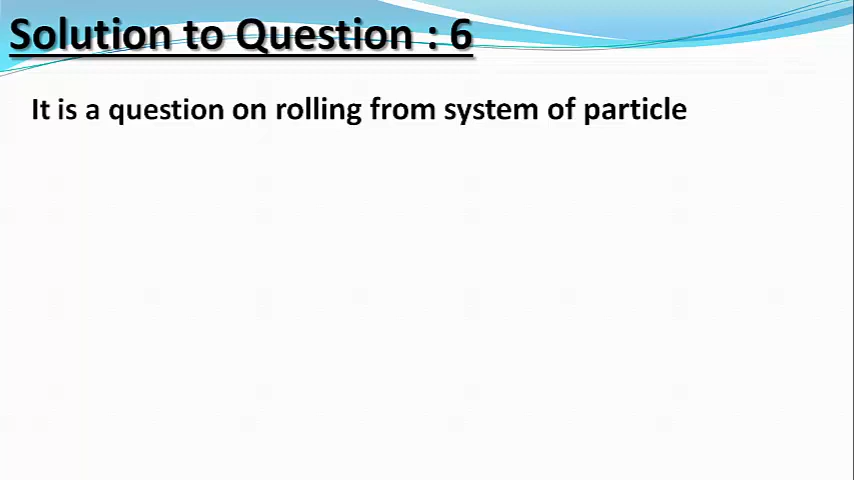 Solution to Question : 6
It is a question on rolling from system of particle